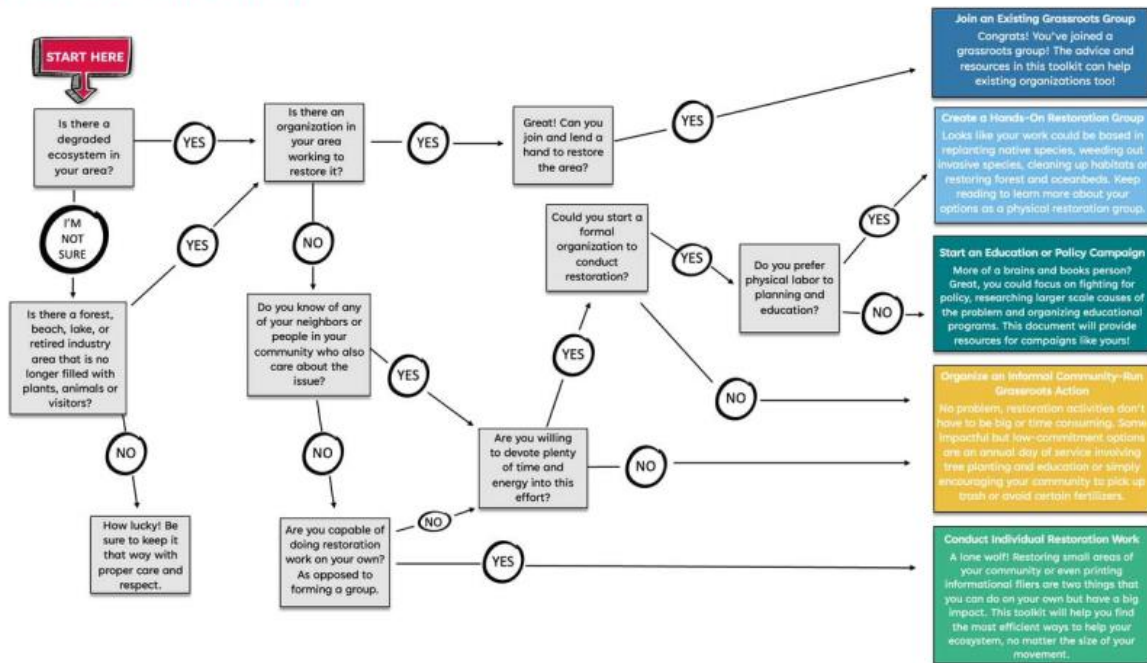 START HERE
Is there a
degraded
ecosystem in
your area?
YES
Is there an
organization in
your area
working to
restore it?
YES
Great! Can you
join and lend a
hand to restore
the area?
YES
Join an Existing Grassroots Group
Congrats! You've joined a
grassroots group! The advice and
resources in this toolkit can help
existing organizations too!
I'M
NOT
SURE
YES
NO
Could you start a
formal
organization to
conduct
restoration?
YES
Do you prefer
physical labor to
planning and
education?
YES
Create a Hands-On Restoration Group
Looks like your work could be based in
replanting native species, weeding out
invasive species, cleaning up habitats or
restoring forest and oceanbeds. Keep
reading to learn more about your
options as a physical restoration group.
NO
Start an Education or Policy Campaign
More of a brains and books person?
Great, you could focus on fighting for
policy, researching larger scale causes of
the problem and organizing educational
programs. This document will provide
resources for campaigns like yours!
Is there a forest,
beach, lake, or
retired industry
area that is no
longer filled with
plants, animals or
visitors?
Do you know of any
of your neighbors or
people in your
community who also
care about the
issue?
YES
YES
NO
Organize an Informal Community-Run
Grassroots Action
No problem, restoration activities don't
have to be big or time consuming. Some
impactful but low-commitment options
are an annual day of service involving
tree planting and education or simply
encouraging your community to pick up
trash or avoid certain fertilizers.
NO
NO
Are you willing
to devote plenty
of time and
energy into this
effort?
NO
How lucky! Be
sure to keep it
that way with
proper care and
respect.
Are you capable of
doing restoration
work on your own?
As opposed to
forming a group.
NO
YES
Conduct Individual Restoration Work
A lone wolf! Restoring small areas of
your community or even printing
informational fliers are two things that
you can do on your own but have a big
impact. This toolkit will help you find
the most efficient ways to help your
ecosystem, no matter the size of your
movement.